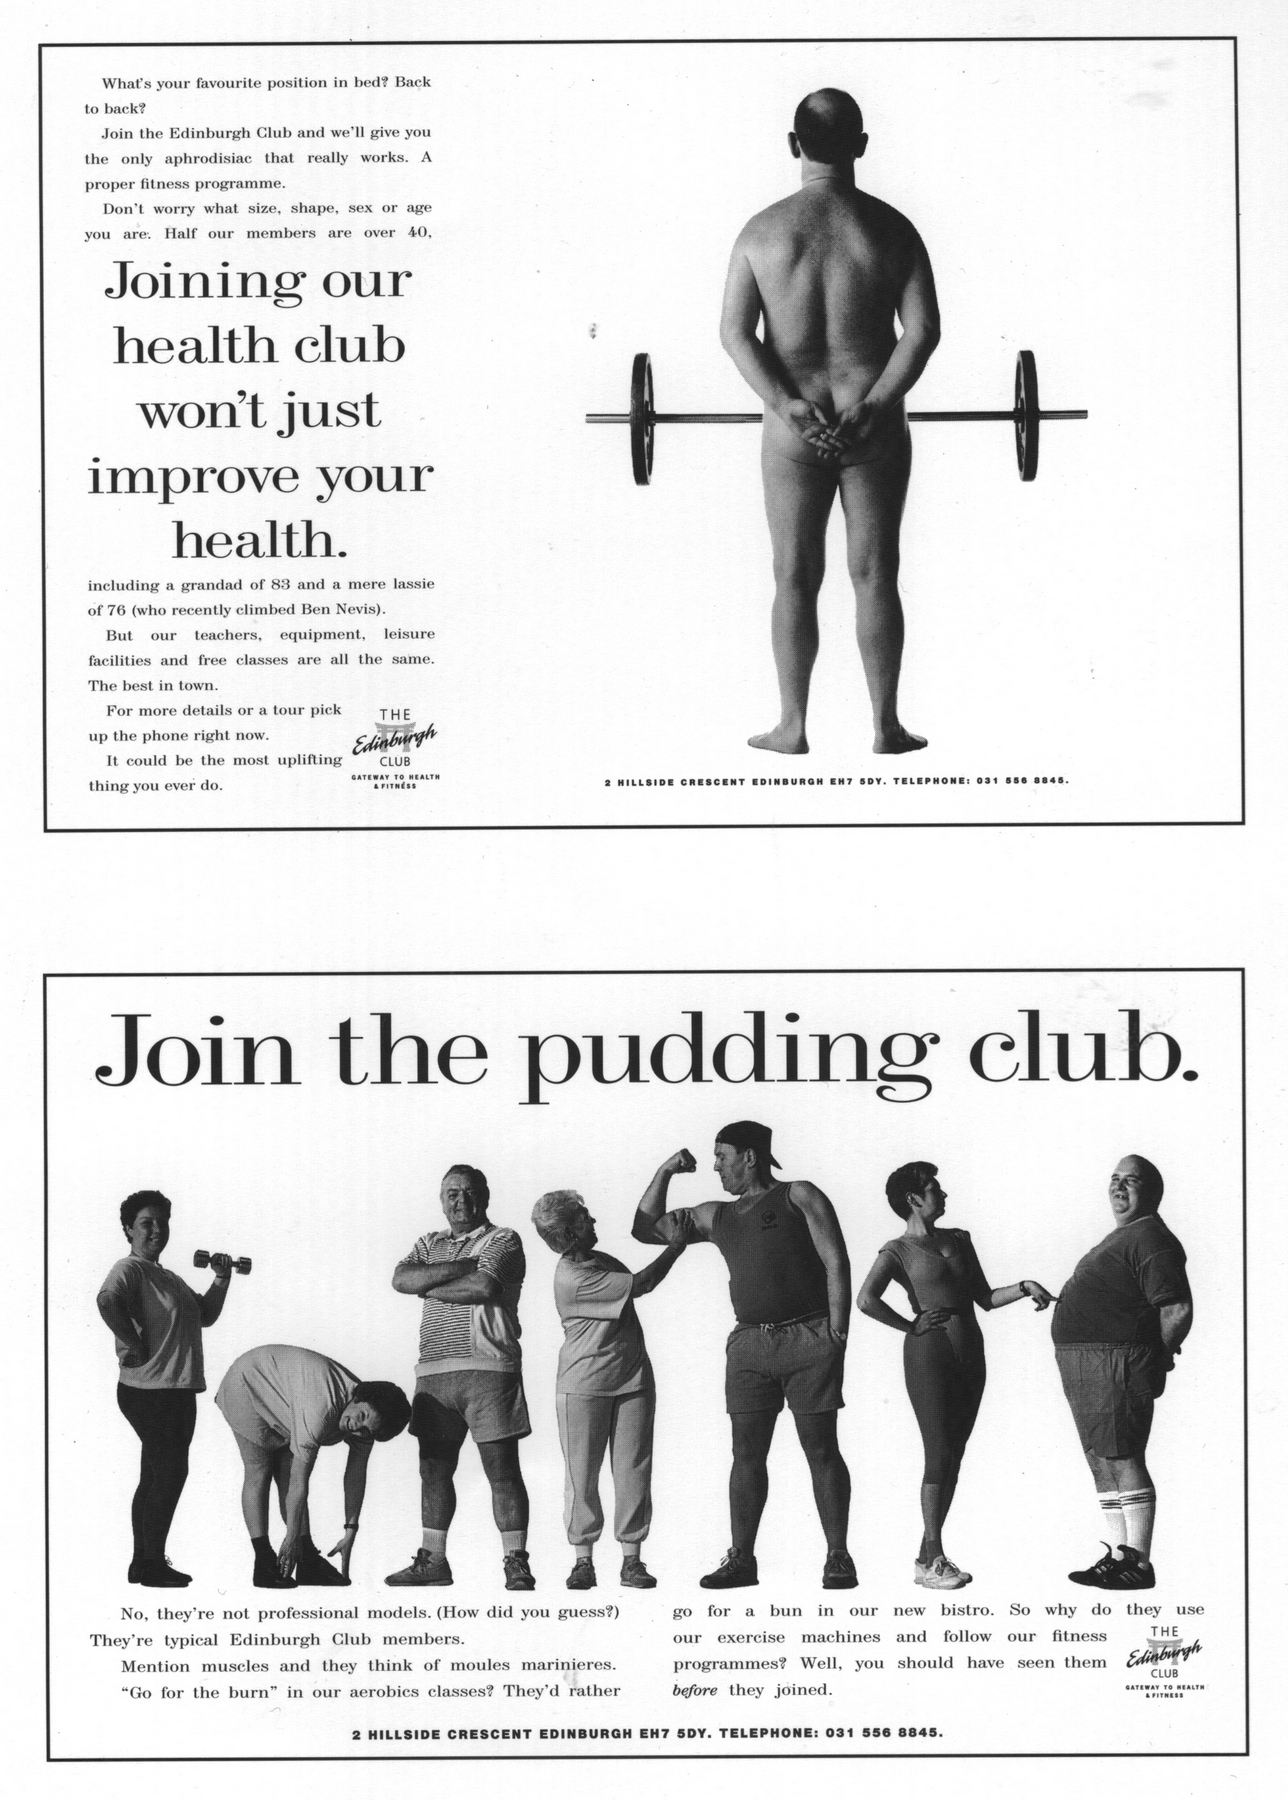 What's your favourite position in bed? Back
to back?
Join the Edinburgh Club and we'll give you
the only aphrodisiac that really works. A
proper fitness programme.
Don't worry what size, shape, sex or age
you are. Half our members are over 40,
Joining our
health club
won't just
improve your
health.
including a grandad of 83 and a mere lassie
of 76 (who recently climbed Ben Nevis).
But our teachers, equipment, leisure
facilities and free classes are all the same.
The best in town.
For more details or a tour pick
up the phone right now.
It could be the most uplifting
thing you ever do.
THE
Edinburgh
CLUB
GATEWAY TO HEALTH
& FITNESS
2 HILLSIDE CRESCENT EDINBURGH EH7 5DY. TELEPHONE: 031 556 8845.
Join the pudding club.
No, they're not professional models. (How did you guess?)
They're typical Edinburgh Club members.
Mention muscles and they think of moules marinieres.
"Go for the burn" in our aerobics classes? They'd rather
go for a bun in our new bistro. So why do they use
our exercise machines and follow our fitness
programmes? Well, you should have seen them
before they joined.
THE
Edinburgh
CLUB
GATEWAY TO HEALTH
& FITNESS
2 HILLSIDE CRESCENT EDINBURGH EH7 5DY. TELEPHONE: 031 556 8845.